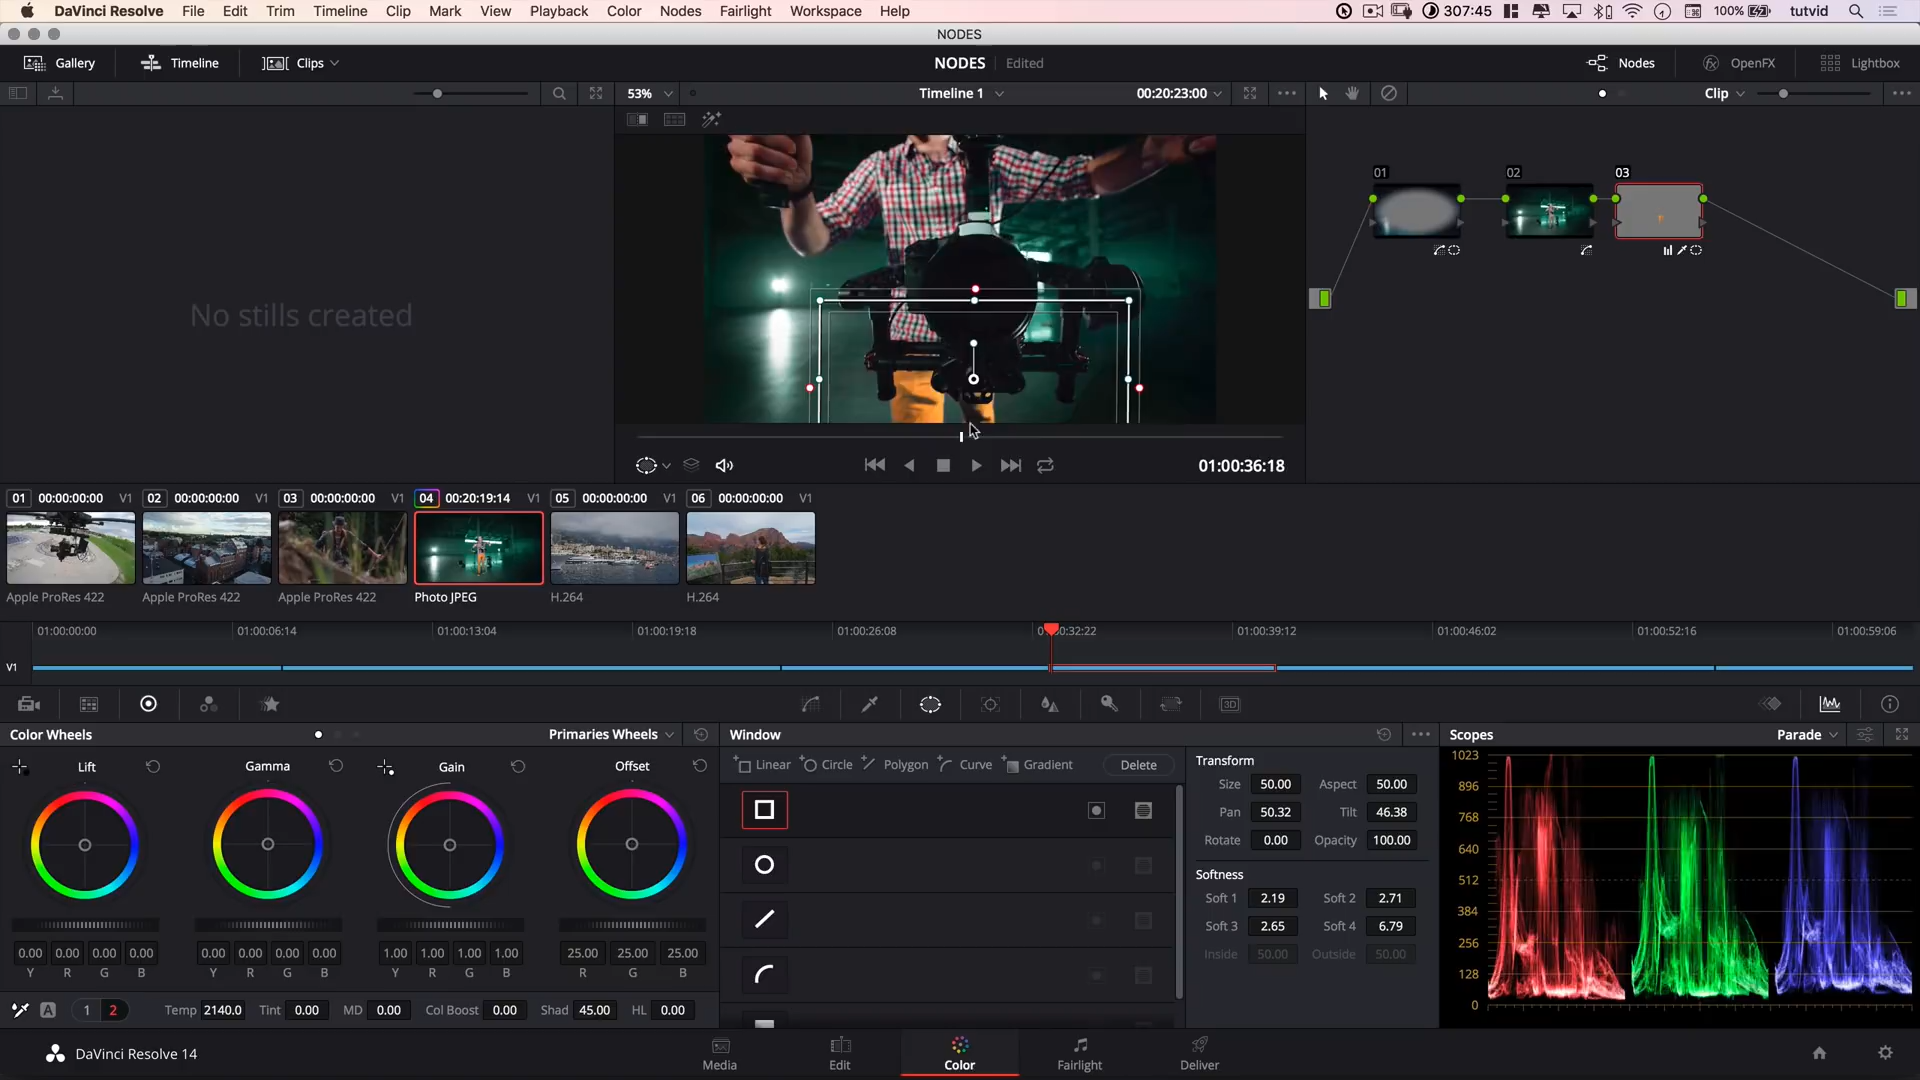 DaVinci Resolve File Edit Trim Timeline Clip Mark View Playback Color Nodes Fairlight Workspace Help 307:45 100% tutvid
NODES
Gallery Timeline Clips NODES Edited Nodes OpenFX Lightbox
53% Timeline 1 00:20:23:00 Clip
01 02 03
No stills created
01:00:36:18
01 00:00:00:00 V1 02 00:00:00:00 V1 03 00:00:00:00 V1 04 00:20:19:14 V1 05 00:00:00:00 V1 06 00:00:00:00 V1
Apple ProRes 422 Apple ProRes 422 Apple ProRes 422 Photo JPEG H.264 H.264
01:00:00:00 01:00:06:14 01:00:13:04 01:00:19:18 01:00:26:08 01:00:32:22 01:00:39:12 01:00:46:02 01:00:52:16 01:00:59:06
V1
3D
Color Wheels Primaries Wheels Window Scopes Parade
Lift Gamma Gain Offset
Linear Circle Polygon Curve Gradient Delete
Transform
Size 50.00 Aspect 50.00
Pan 50.32 Tilt 46.38
Rotate 0.00 Opacity 100.00
Softness
Soft 1 2.19 Soft 2 2.71
Soft 3 2.65 Soft 4 6.79
Inside 50.00 Outside 50.00
1023
896
768
640
512
384
256
128
0
0.00 0.00 0.00 0.00 0.00 0.00 0.00 0.00 1.00 1.00 1.00 1.00 25.00 25.00 25.00
Y R G B Y R G B Y R G B R G B
A 1 2 Temp 2140.0 Tint 0.00 MD 0.00 Col Boost 0.00 Shad 45.00 HL 0.00
DaVinci Resolve 14 Media Edit Color Fairlight Deliver